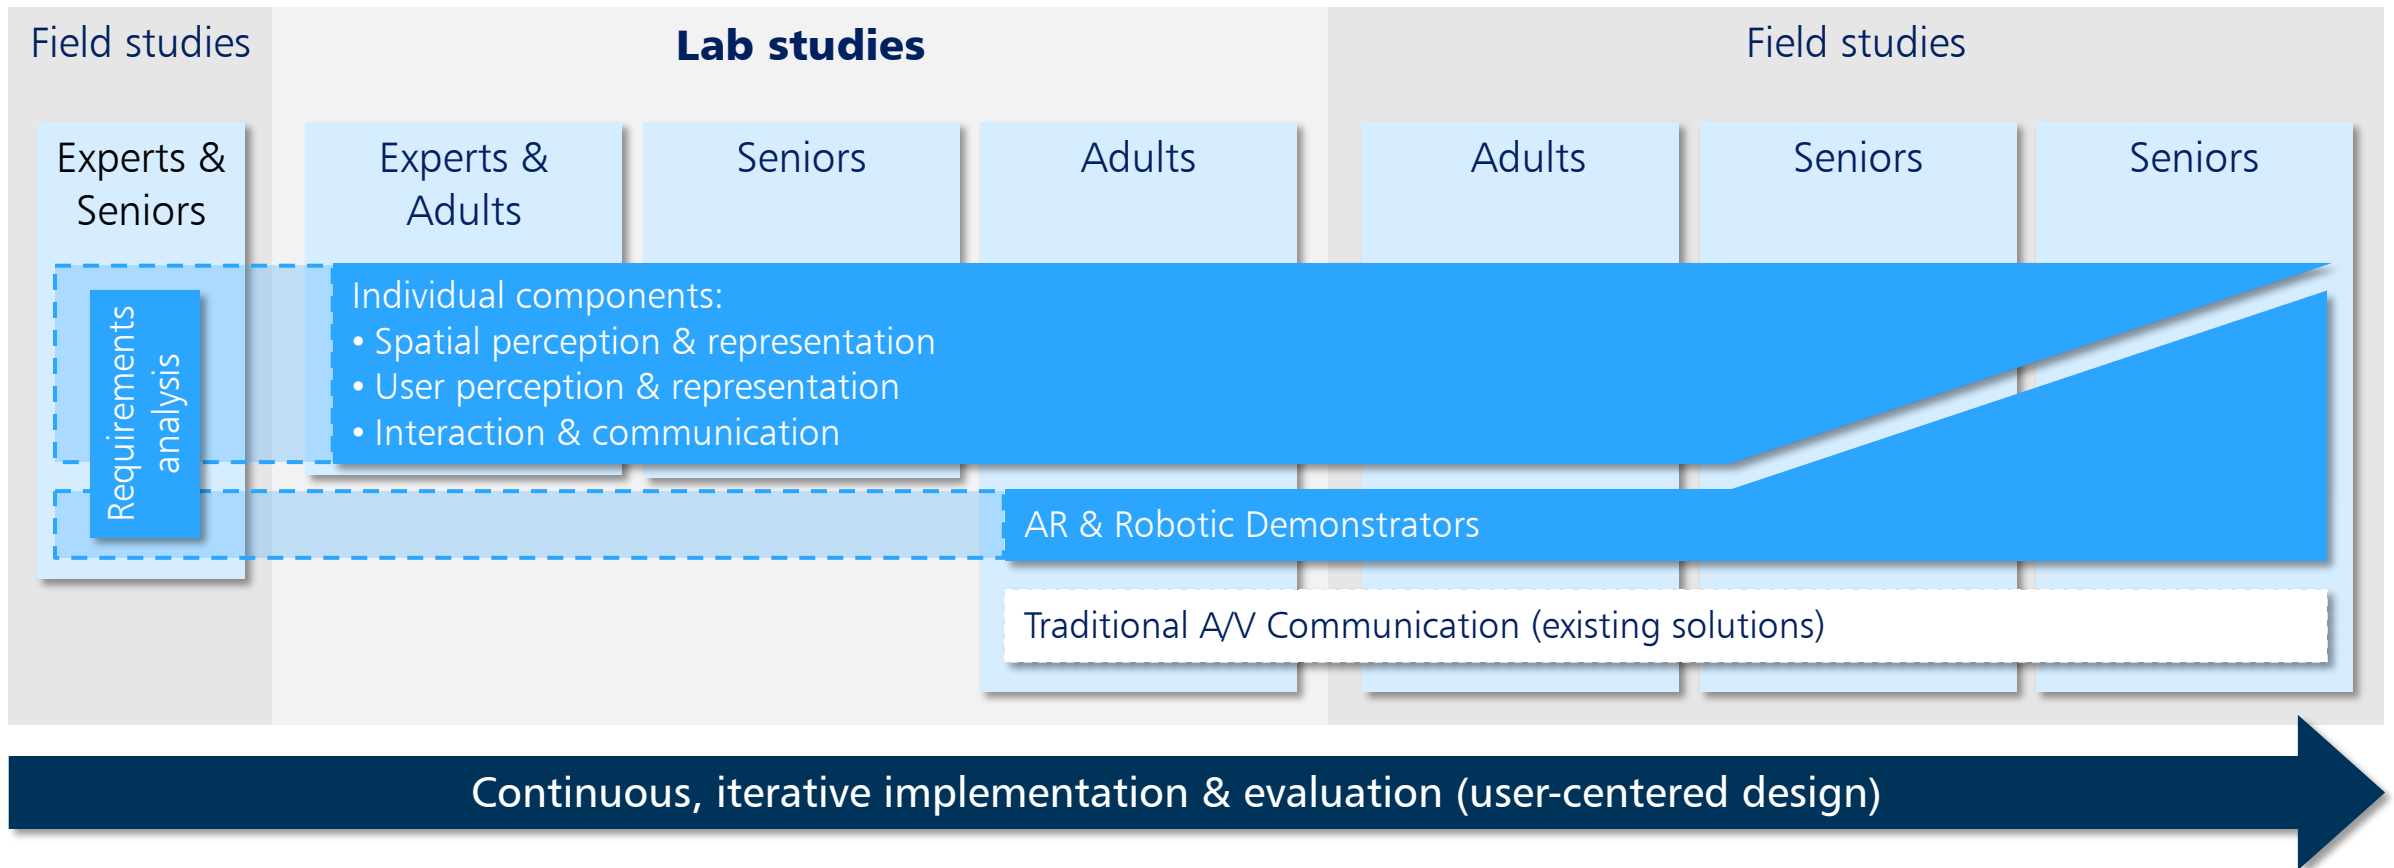 Field studies
Lab studies
Field studies
Experts &
Seniors
Experts &
Adults
Seniors
Adults
Adults
Seniors
Seniors
Requirements
analysis
Individual components:
• Spatial perception & representation
• User perception & representation
• Interaction & communication
AR & Robotic Demonstrators
Traditional A/V Communication (existing solutions)
Continuous, iterative implementation & evaluation (user-centered design)